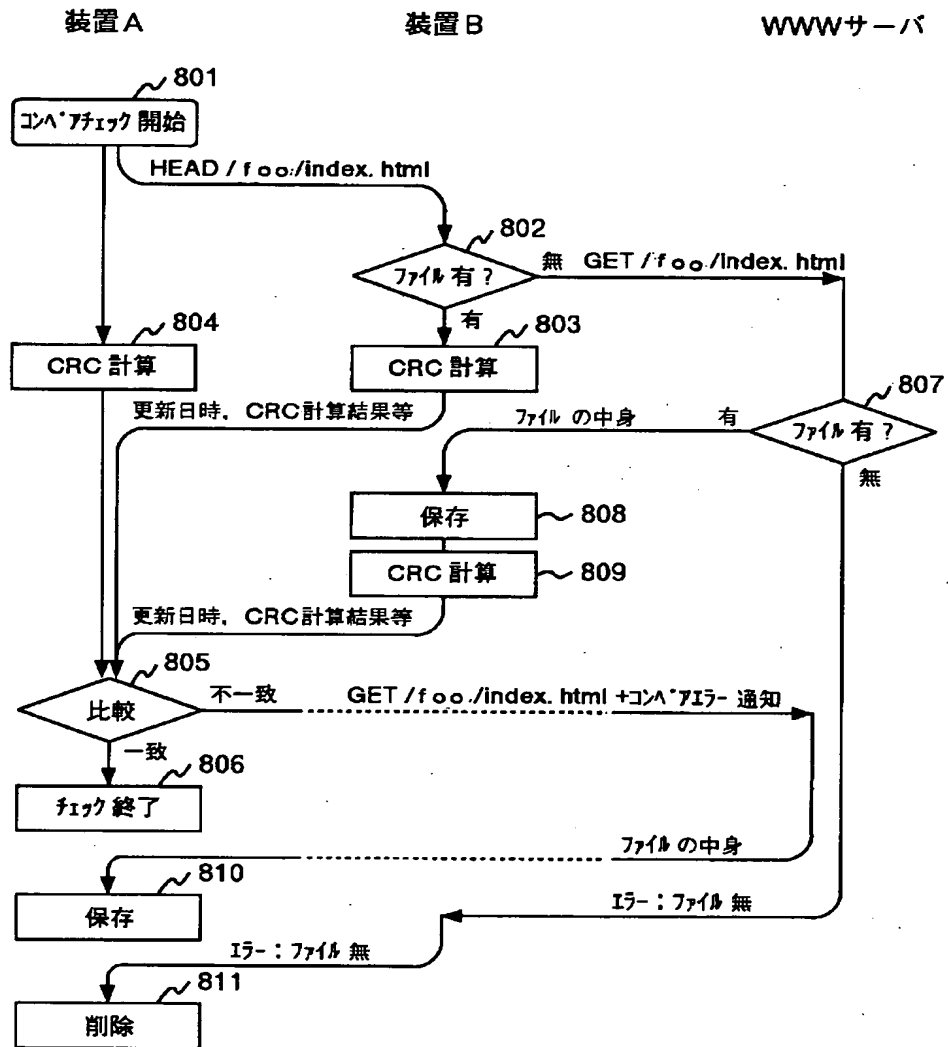 装置A 装置B WWWサーバ
801
コンペアチェック 開始
HEAD / foo./index. html
802
ファイル 有？
無 GET / foo./index. html
有
804
CRC 計算
803
CRC 計算
807
ファイル 有？
更新日時．CRC計算結果等
ファイル の中身 有
無
保存 808
CRC 計算 809
更新日時．CRC計算結果等
805
比較
不一致 GET / foo./index. html +コンペアエラー 通知
一致
806
チェック 終了
ファイル の中身
810
保存
エラー：ファイル 無
エラー：ファイル 無
811
削除